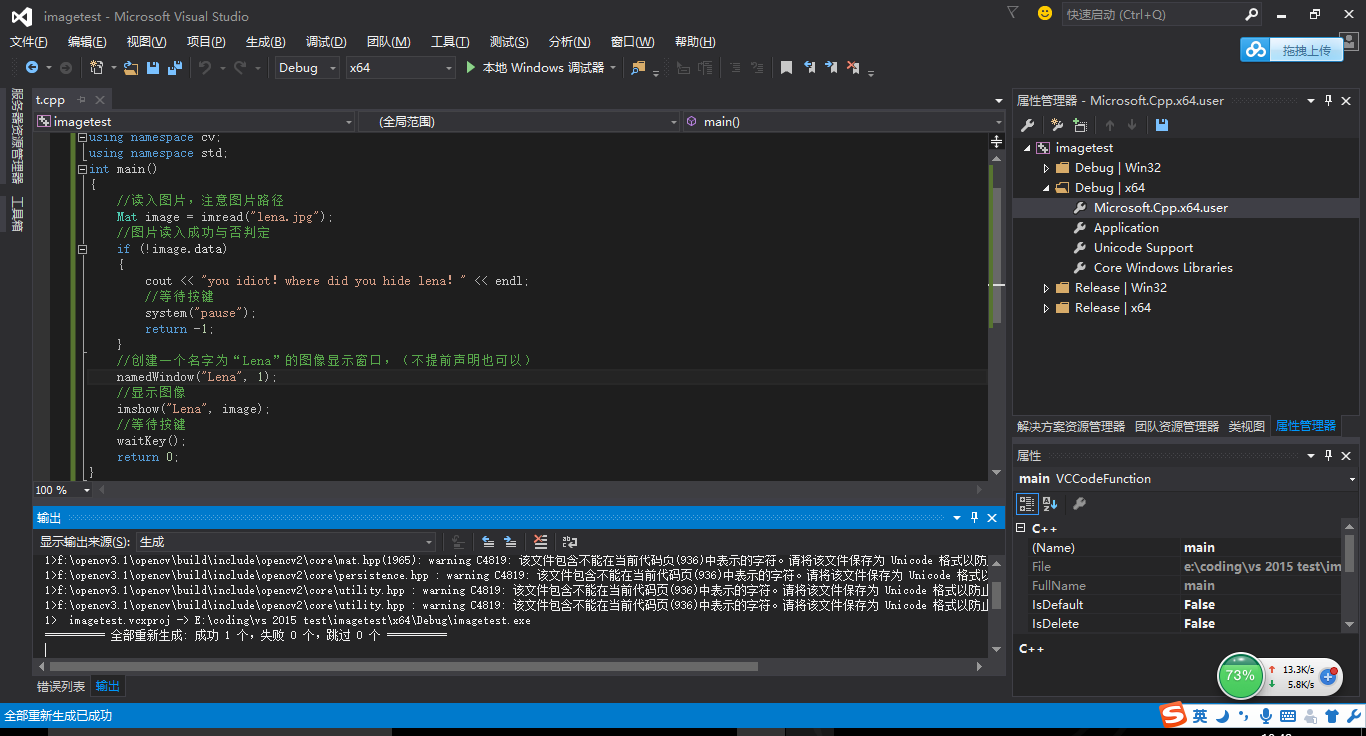 imagetest - Microsoft Visual Studio
快速启动 (Ctrl+Q)
文件(F) 编辑(E) 视图(V) 项目(P) 生成(B) 调试(D) 团队(M) 工具(T) 测试(S) 分析(N) 窗口(W) 帮助(H)
拖拽上传
Debug x64 本地 Windows 调试器
服务器资源管理器
工具箱
t.cpp
imagetest (全局范围) main()
using namespace cv;
using namespace std;
int main()
{
//读入图片，注意图片路径
Mat image = imread("lena.jpg");
//图片读入成功与否判定
if (!image.data)
{
cout << "you idiot! where did you hide lena! " << endl;
//等待按键
system("pause");
return -1;
}
//创建一个名字为“Lena”的图像显示窗口，（不提前声明也可以）
namedWindow("Lena", 1);
//显示图像
imshow("Lena", image);
//等待按键
waitKey();
return 0;
}
100 %
输出
显示输出来源(S): 生成
1>f:\opencv3.1\opencv\build\include\opencv2\core\mat.hpp(1965): warning C4819: 该文件包含不能在当前代码页(936)中表示的字符。请将该文件保存为 Unicode 格式以防
1>f:\opencv3.1\opencv\build\include\opencv2\core\persistence.hpp : warning C4819: 该文件包含不能在当前代码页(936)中表示的字符。请将该文件保存为 Unicode 格式以
1>f:\opencv3.1\opencv\build\include\opencv2\core\utility.hpp : warning C4819: 该文件包含不能在当前代码页(936)中表示的字符。请将该文件保存为 Unicode 格式以防止
1>f:\opencv3.1\opencv\build\include\opencv2\core\utility.hpp : warning C4819: 该文件包含不能在当前代码页(936)中表示的字符。请将该文件保存为 Unicode 格式以防止
1> imagetest.vcxproj -> E:\coding\vs 2015 test\imagetest\x64\Debug\imagetest.exe
========== 全部重新生成: 成功 1 个，失败 0 个，跳过 0 个 ==========
错误列表 输出
属性管理器 - Microsoft.Cpp.x64.user
imagetest
Debug | Win32
Debug | x64
Microsoft.Cpp.x64.user
Application
Unicode Support
Core Windows Libraries
Release | Win32
Release | x64
解决方案资源管理器 团队资源管理器 类视图 属性管理器
属性
main VCCodeFunction
C++
(Name) main
File e:\coding\vs 2015 test\im
FullName main
IsDefault False
IsDelete False
C++
73% 13.3K/s
5.8K/s
全部重新生成已成功
英